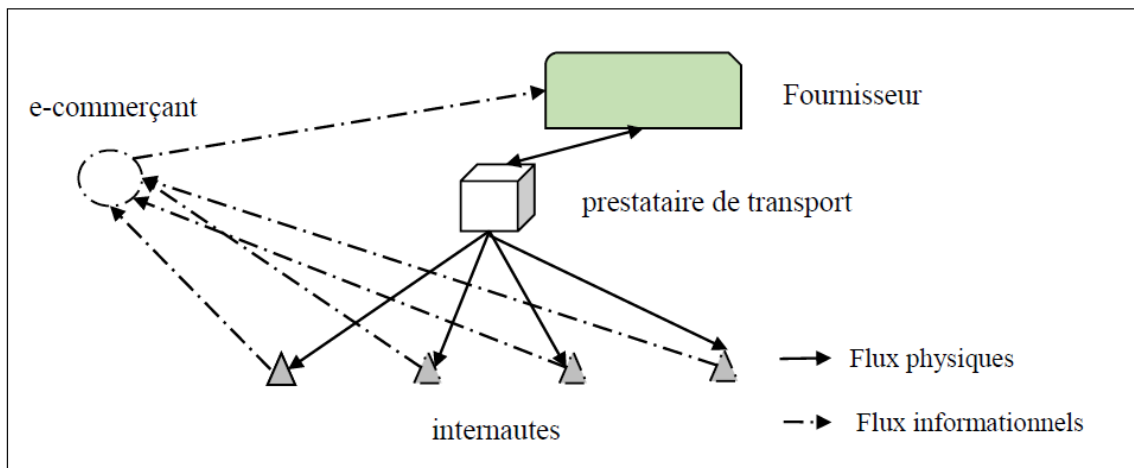 e-commerçant
Fournisseur
prestataire de transport
Flux physiques
internautes
Flux informationnels